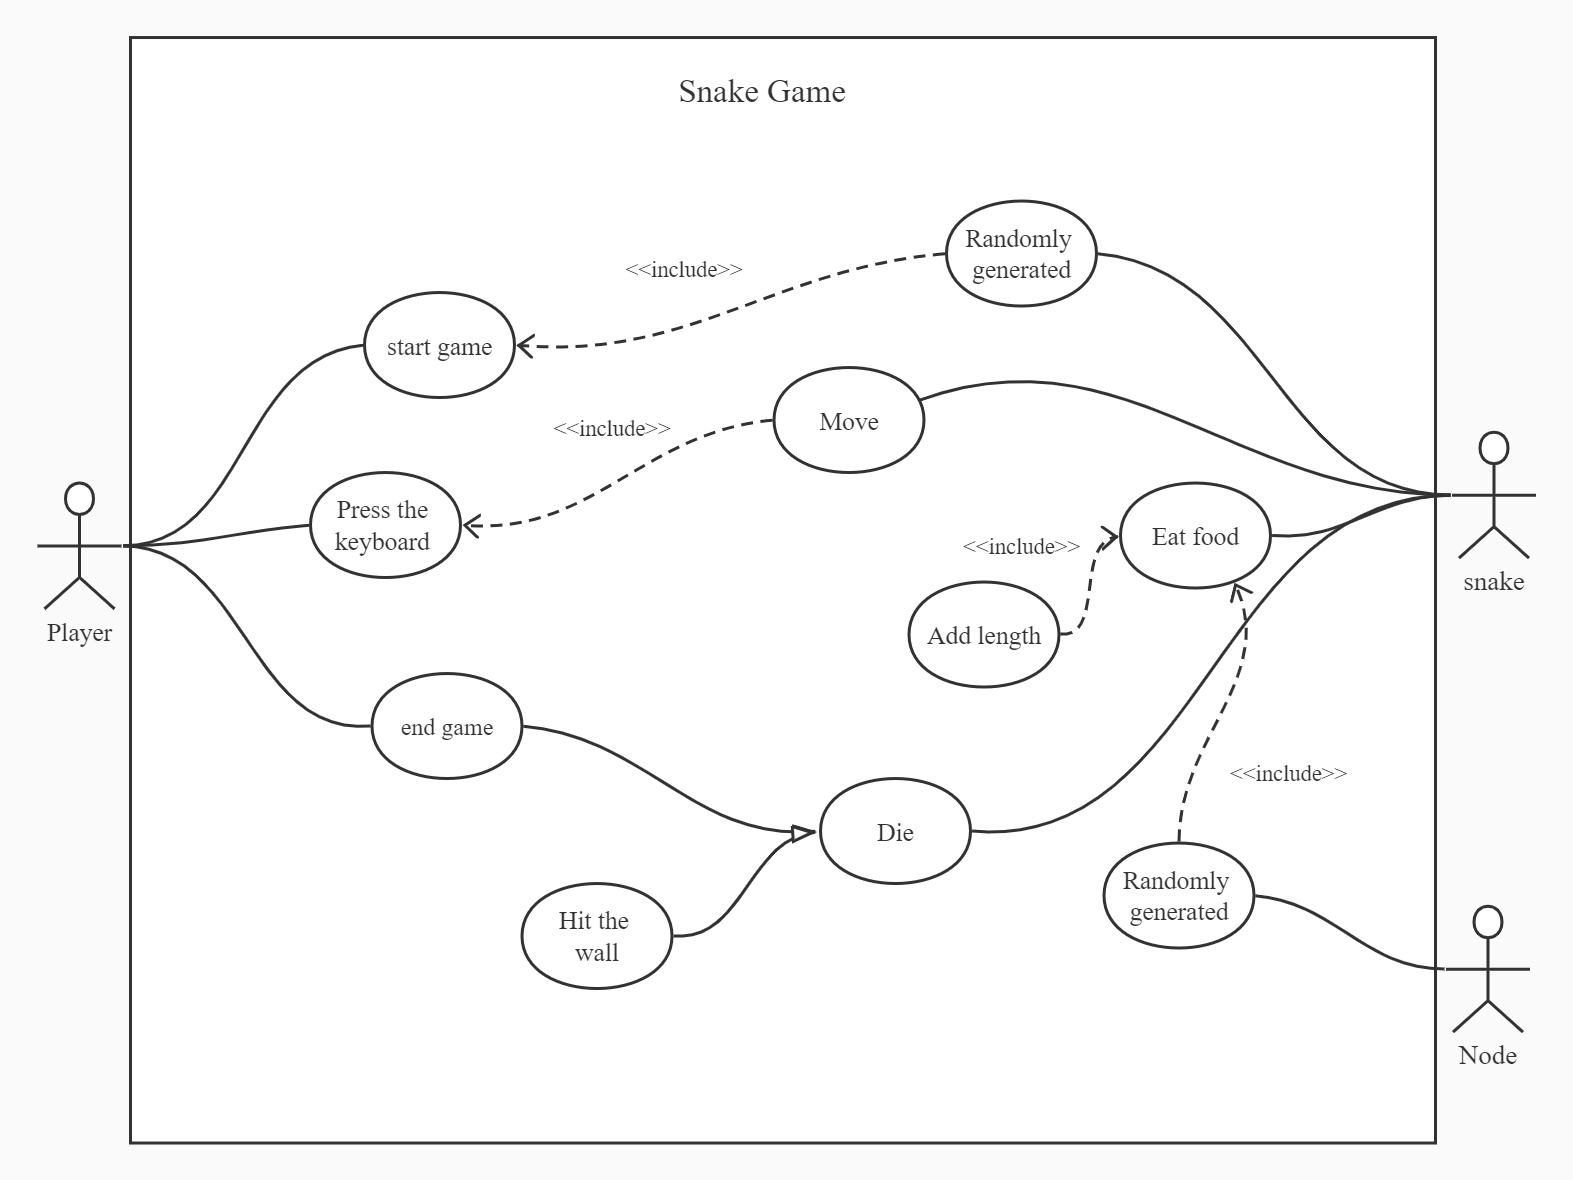 Snake Game
Randomly
generated
<<include>>
start game
Move
<<include>>
Press the
keyboard
Eat food
<<include>>
snake
Player
Add length
end game
<<include>>
Die
Randomly
generated
Hit the
wall
Node